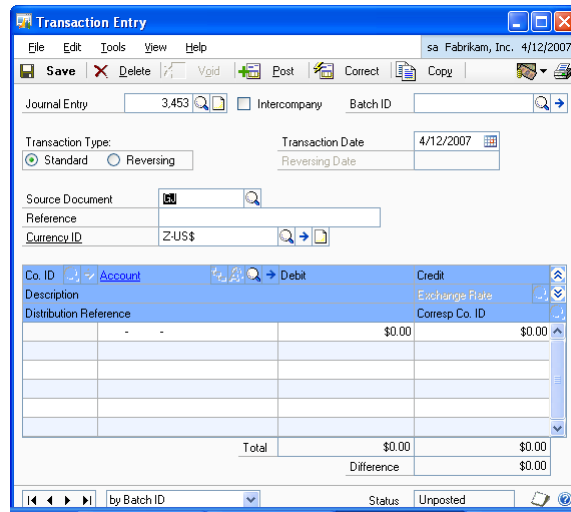 Transaction Entry
File Edit Tools View Help sa Fabrikam, Inc. 4/12/2007
Save Delete Void Post Correct Copy
Journal Entry 3,453 Intercompany Batch ID
Transaction Type: Transaction Date 4/12/2007
Standard Reversing Reversing Date
Source Document GJ
Reference
Currency ID Z-US$
Co. ID Account Debit Credit
Description Exchange Rate
Distribution Reference Corresp Co. ID
- - $0.00 $0.00
Total $0.00 $0.00
Difference $0.00
by Batch ID Status Unposted